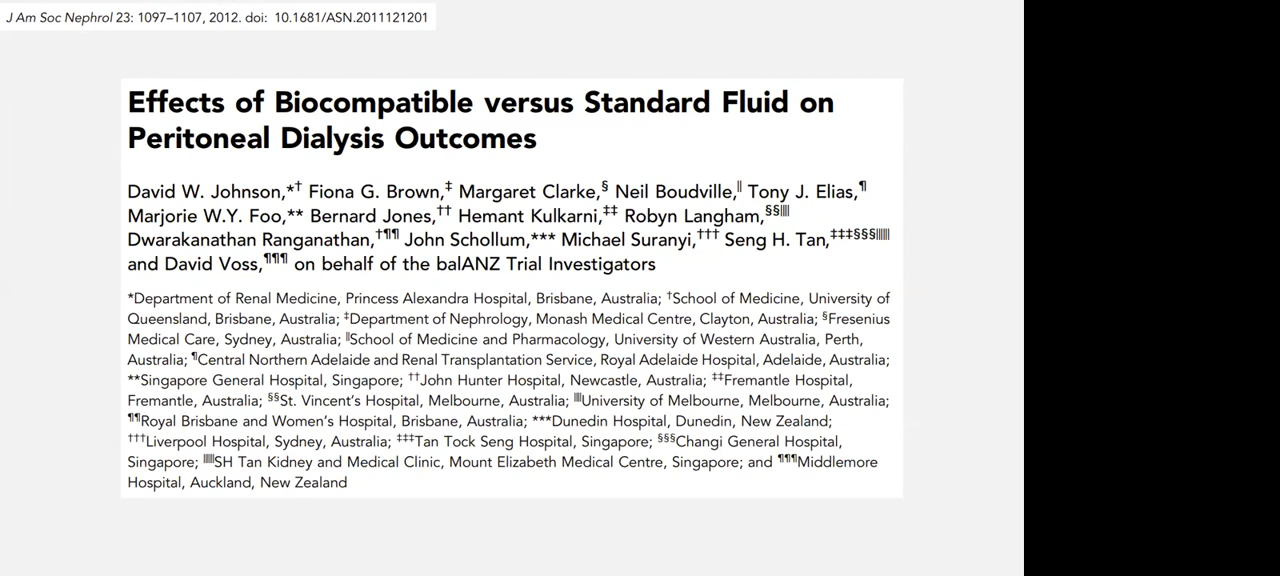 J Am Soc Nephrol 23: 1097–1107, 2012. doi: 10.1681/ASN.2011121201
Effects of Biocompatible versus Standard Fluid on
Peritoneal Dialysis Outcomes
David W. Johnson,*† Fiona G. Brown,‡ Margaret Clarke,§ Neil Boudville,‖ Tony J. Elias,¶
Marjorie W.Y. Foo,** Bernard Jones,†† Hemant Kulkarni,‡‡ Robyn Langham,§§‖‖
Dwarakanathan Ranganathan,†¶¶ John Schollum,*** Michael Suranyi,††† Seng H. Tan,‡‡‡§§§‖‖‖
and David Voss,¶¶¶ on behalf of the balANZ Trial Investigators
*Department of Renal Medicine, Princess Alexandra Hospital, Brisbane, Australia; †School of Medicine, University of
Queensland, Brisbane, Australia; ‡Department of Nephrology, Monash Medical Centre, Clayton, Australia; §Fresenius
Medical Care, Sydney, Australia; ‖School of Medicine and Pharmacology, University of Western Australia, Perth,
Australia; ¶Central Northern Adelaide and Renal Transplantation Service, Royal Adelaide Hospital, Adelaide, Australia;
**Singapore General Hospital, Singapore; ††John Hunter Hospital, Newcastle, Australia; ‡‡Fremantle Hospital,
Fremantle, Australia; §§St. Vincent's Hospital, Melbourne, Australia; ‖‖University of Melbourne, Melbourne, Australia;
¶¶Royal Brisbane and Women's Hospital, Brisbane, Australia; ***Dunedin Hospital, Dunedin, New Zealand;
†††Liverpool Hospital, Sydney, Australia; ‡‡‡Tan Tock Seng Hospital, Singapore; §§§Changi General Hospital,
Singapore; ‖‖‖SH Tan Kidney and Medical Clinic, Mount Elizabeth Medical Centre, Singapore; and ¶¶¶Middlemore
Hospital, Auckland, New Zealand